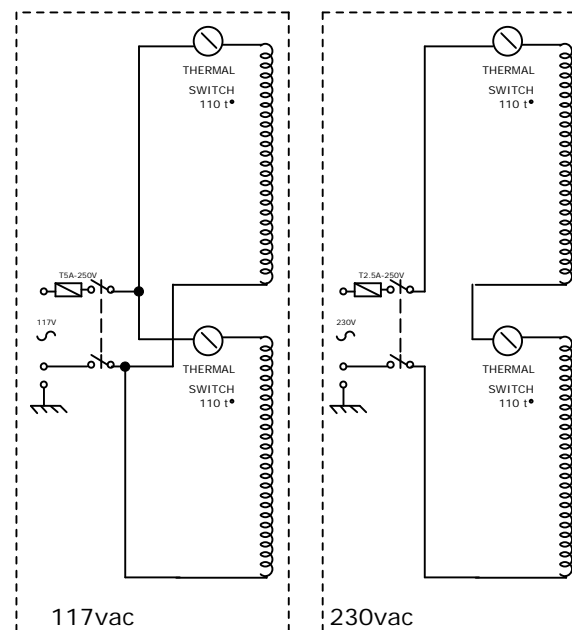 THERMAL
SWITCH
110 t°
T5A-250V
117V
THERMAL
SWITCH
110 t°
117vac
THERMAL
SWITCH
110 t°
T2.5A-250V
230V
THERMAL
SWITCH
110 t°
230vac